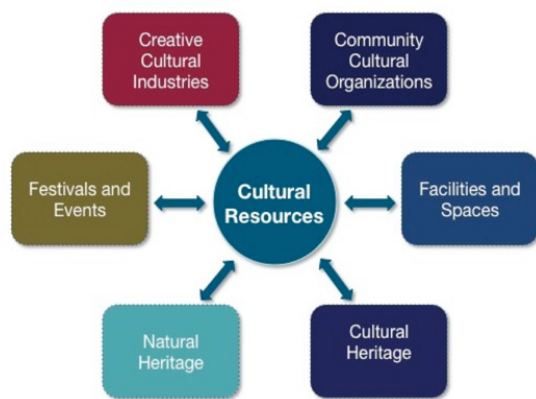 Creative
Cultural
Industries
Community
Cultural
Organizations
Festivals and
Events
Cultural
Resources
Facilities and
Spaces
Natural
Heritage
Cultural
Heritage